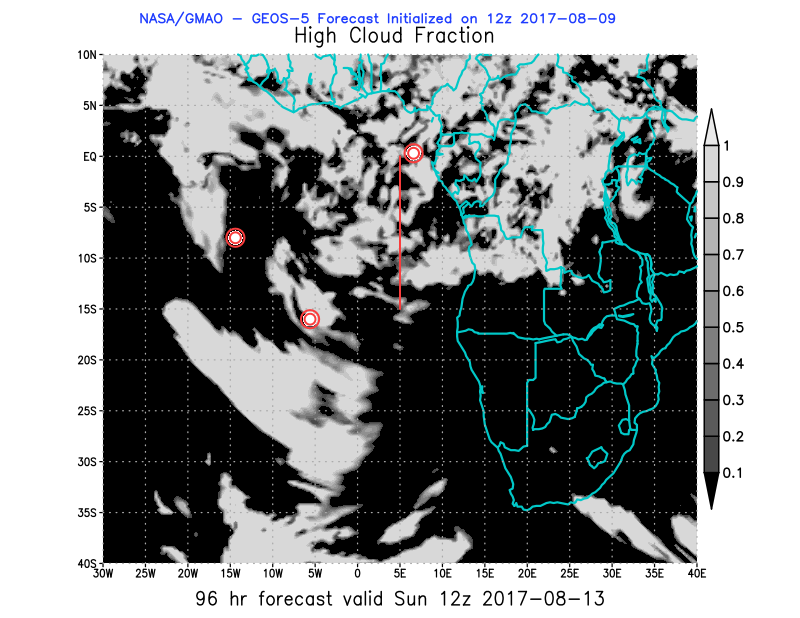 NASA/GMAO - GEOS-5 Forecast Initialized on 12z 2017-08-09
High Cloud Fraction
10N
5N
EQ
5S
10S
15S
20S
25S
30S
35S
40S
30W 25W 20W 15W 10W 5W 0 5E 10E 15E 20E 25E 30E 35E 40E
1
0.9
0.8
0.7
0.6
0.5
0.4
0.3
0.2
0.1
96 hr forecast valid Sun 12z 2017-08-13